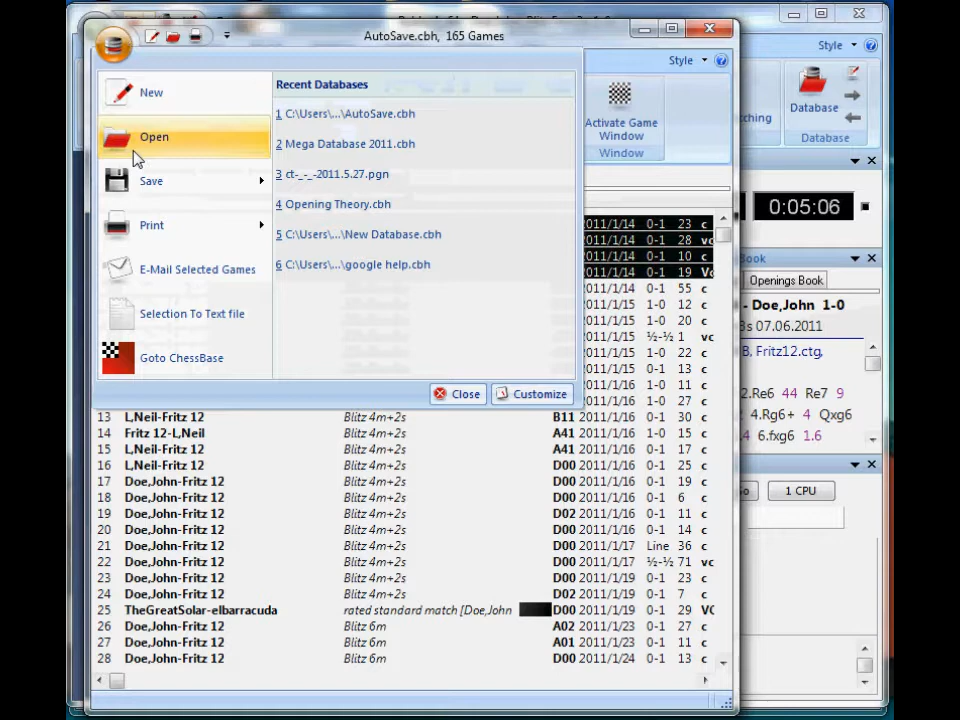 AutoSave.cbh, 165 Games
Style
Style
New
Open
Save
Print
E-Mail Selected Games
Selection To Text file
Goto ChessBase
Recent Databases
1 C:\Users\...\AutoSave.cbh
2 Mega Database 2011.cbh
3 ct-_-_-2011.5.27.pgn
4 Opening Theory.cbh
5 C:\Users\...\New Database.cbh
6 C:\Users\...\google help.cbh
Close
Customize
Activate Game
Window
Window
Database
Database
0:05:06
Book
Openings Book
- Doe,John 1-0
07.06.2011
Fritz12.ctg,
2.Re6 44 Re7 9
4.Rg6+ 4 Qxg6
6.fxg6 1.6
1 CPU
2011/1/14 0-1 23 c
2011/1/14 0-1 28 vc
2011/1/14 0-1 10 c
2011/1/14 0-1 19 Vc
2011/1/14 0-1 55 c
2011/1/15 1-0 12 c
2011/1/15 1-0 20 c
2011/1/15 ½-½ 1 vc
2011/1/15 1-0 22 c
2011/1/15 0-1 13 c
2011/1/16 1-0 11 c
2011/1/16 1-0 27 c
13 L,Neil-Fritz 12 Blitz 4m+2s B11 2011/1/16 0-1 30 c
14 Fritz 12-L,Neil Blitz 4m+2s A41 2011/1/16 1-0 15 c
15 L,Neil-Fritz 12 Blitz 4m+2s A41 2011/1/16 0-1 17 c
16 L,Neil-Fritz 12 Blitz 4m+2s D00 2011/1/16 0-1 25 c
17 Doe,John-Fritz 12 Blitz 4m+2s D00 2011/1/16 0-1 19 c
18 Doe,John-Fritz 12 Blitz 4m+2s D00 2011/1/16 0-1 6 c
19 Doe,John-Fritz 12 Blitz 4m+2s D02 2011/1/16 0-1 11 c
20 Doe,John-Fritz 12 Blitz 4m+2s D00 2011/1/16 0-1 14 c
21 Doe,John-Fritz 12 Blitz 4m+2s D00 2011/1/17 Line 36 c
22 Doe,John-Fritz 12 Blitz 4m+2s D00 2011/1/17 ½-½ 71 vc
23 Doe,John-Fritz 12 Blitz 4m+2s D00 2011/1/19 0-1 23 c
24 Doe,John-Fritz 12 Blitz 4m+2s D02 2011/1/19 0-1 7 c
25 TheGreatSolar-elbarracuda rated standard match [Doe,John D00 2011/1/19 0-1 29 VC
26 Doe,John-Fritz 12 Blitz 6m A02 2011/1/23 0-1 27 c
27 Doe,John-Fritz 12 Blitz 6m A01 2011/1/23 0-1 11 c
28 Doe,John-Fritz 12 Blitz 6m D00 2011/1/24 0-1 13 c